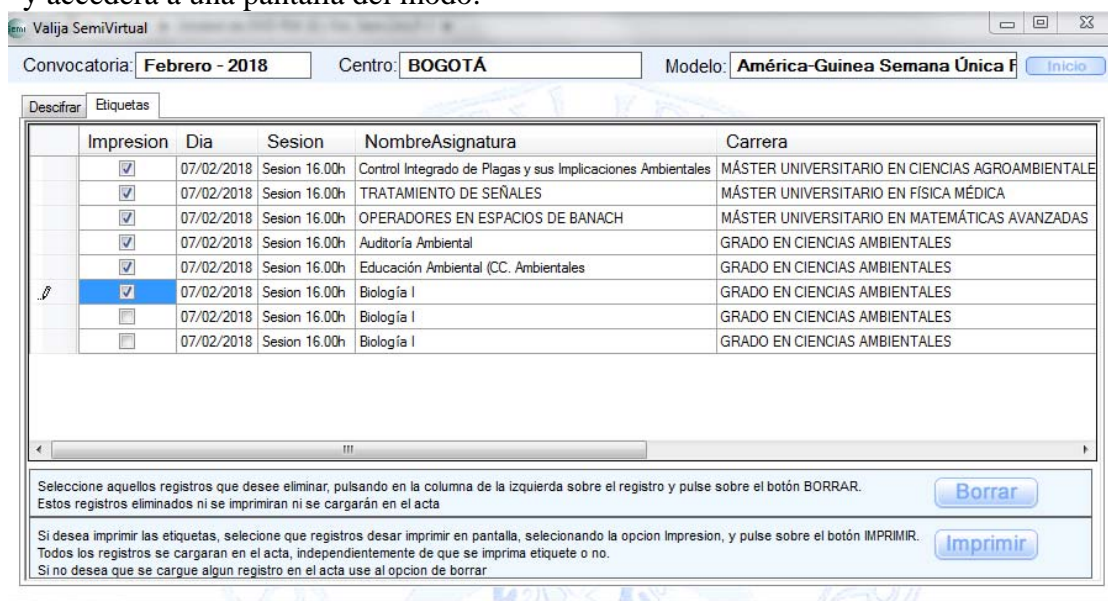 y accederá a una pantalla del modo:
Valija SemiVirtual
Convocatoria: Febrero - 2018 Centro: BOGOTÁ Modelo: América-Guinea Semana Única F Inicio
Descifrar Etiquetas
Impresion Dia Sesion NombreAsignatura Carrera
07/02/2018 Sesion 16.00h Control Integrado de Plagas y sus Implicaciones Ambientales MÁSTER UNIVERSITARIO EN CIENCIAS AGROAMBIENTALE
07/02/2018 Sesion 16.00h TRATAMIENTO DE SEÑALES MÁSTER UNIVERSITARIO EN FÍSICA MÉDICA
07/02/2018 Sesion 16.00h OPERADORES EN ESPACIOS DE BANACH MÁSTER UNIVERSITARIO EN MATEMÁTICAS AVANZADAS
07/02/2018 Sesion 16.00h Auditoría Ambiental GRADO EN CIENCIAS AMBIENTALES
07/02/2018 Sesion 16.00h Educación Ambiental (CC. Ambientales GRADO EN CIENCIAS AMBIENTALES
07/02/2018 Sesion 16.00h Biología I GRADO EN CIENCIAS AMBIENTALES
07/02/2018 Sesion 16.00h Biología I GRADO EN CIENCIAS AMBIENTALES
07/02/2018 Sesion 16.00h Biología I GRADO EN CIENCIAS AMBIENTALES
Seleccione aquellos registros que desee eliminar, pulsando en la columna de la izquierda sobre el registro y pulse sobre el botón BORRAR.
Estos registros eliminados ni se imprimiran ni se cargarán en el acta
Borrar
Si desea imprimir las etiquetas, selecione que registros desar imprimir en pantalla, selecionando la opcion Impresion, y pulse sobre el botón IMPRIMIR.
Todos los registros se cargaran en el acta, independientemente de que se imprima etiquete o no.
Si no desea que se cargue algun registro en el acta use al opcion de borrar
Imprimir